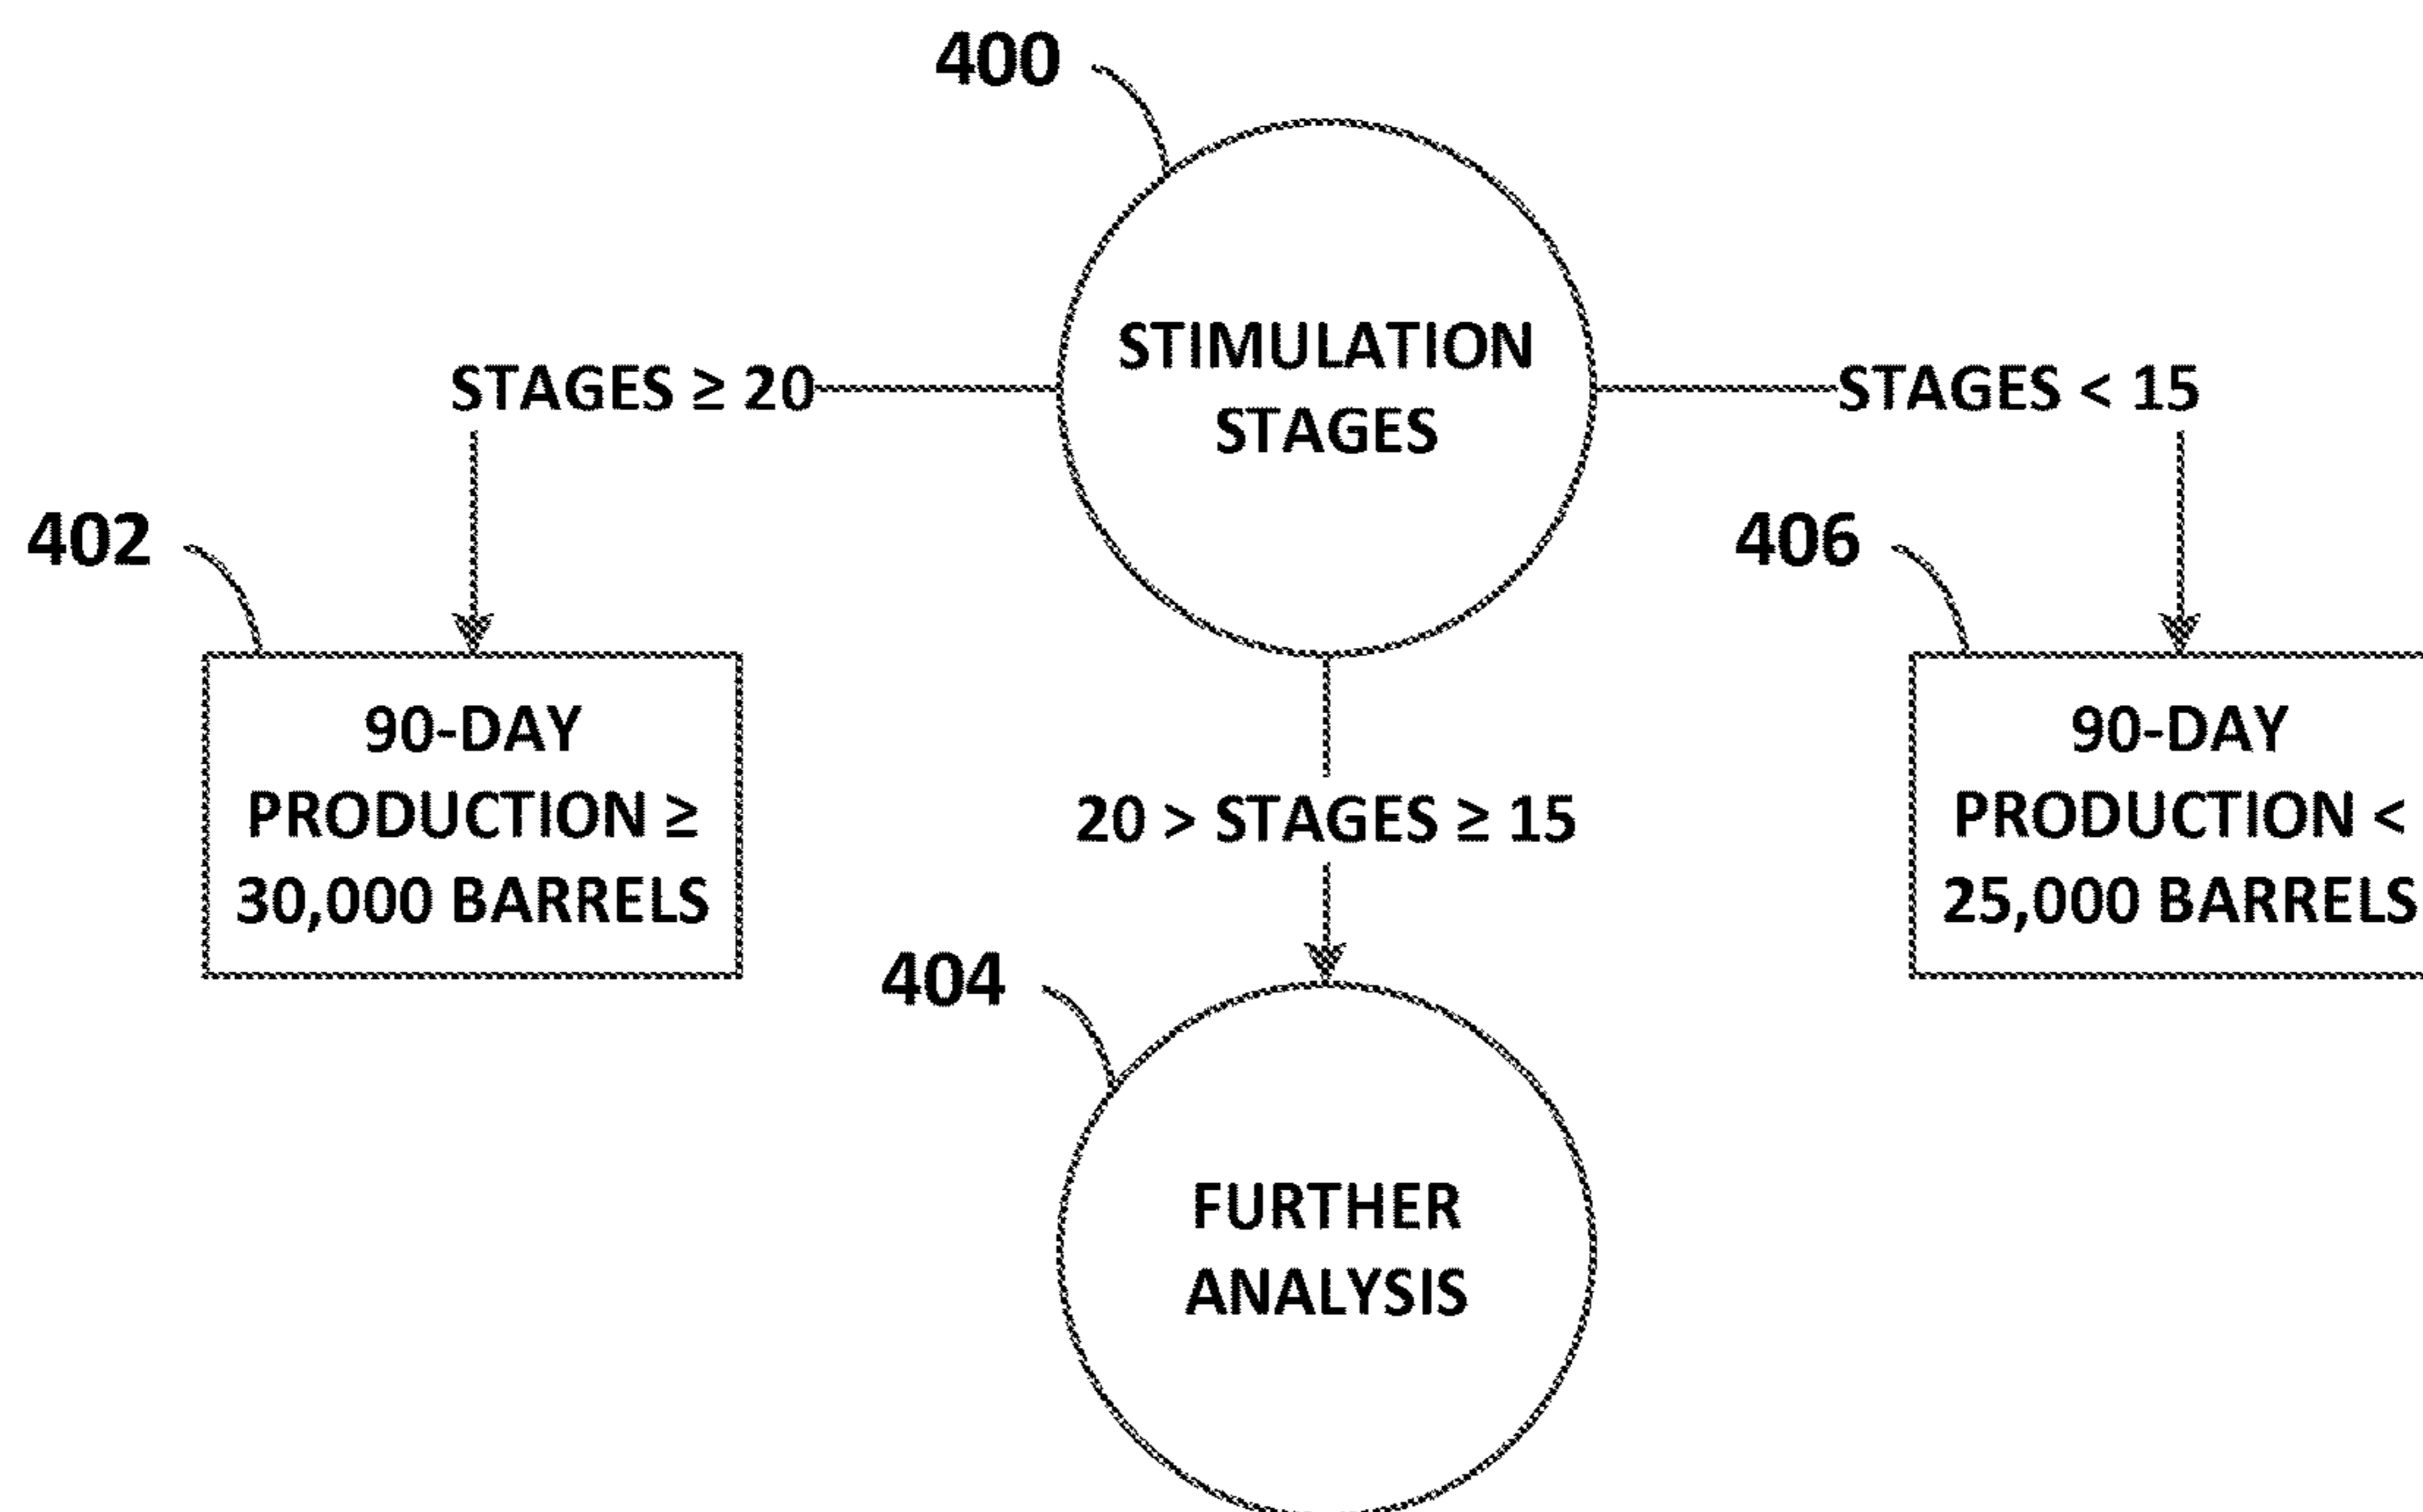 400
STIMULATION
STAGES
STAGES ≥ 20
STAGES < 15
402
406
90-DAY
PRODUCTION ≥
30,000 BARRELS
20 > STAGES ≥ 15
90-DAY
PRODUCTION <
25,000 BARRELS
404
FURTHER
ANALYSIS